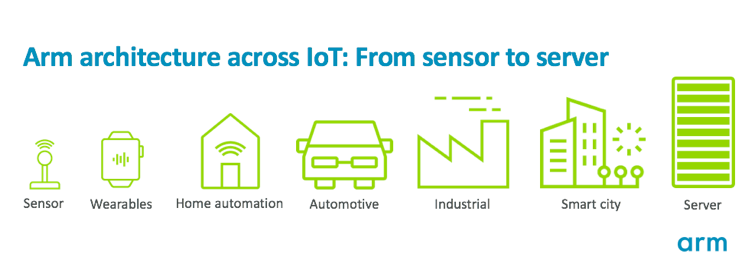 Arm architecture across IoT: From sensor to server
Sensor
Wearables
Home automation
Automotive
Industrial
Smart city
Server
arm